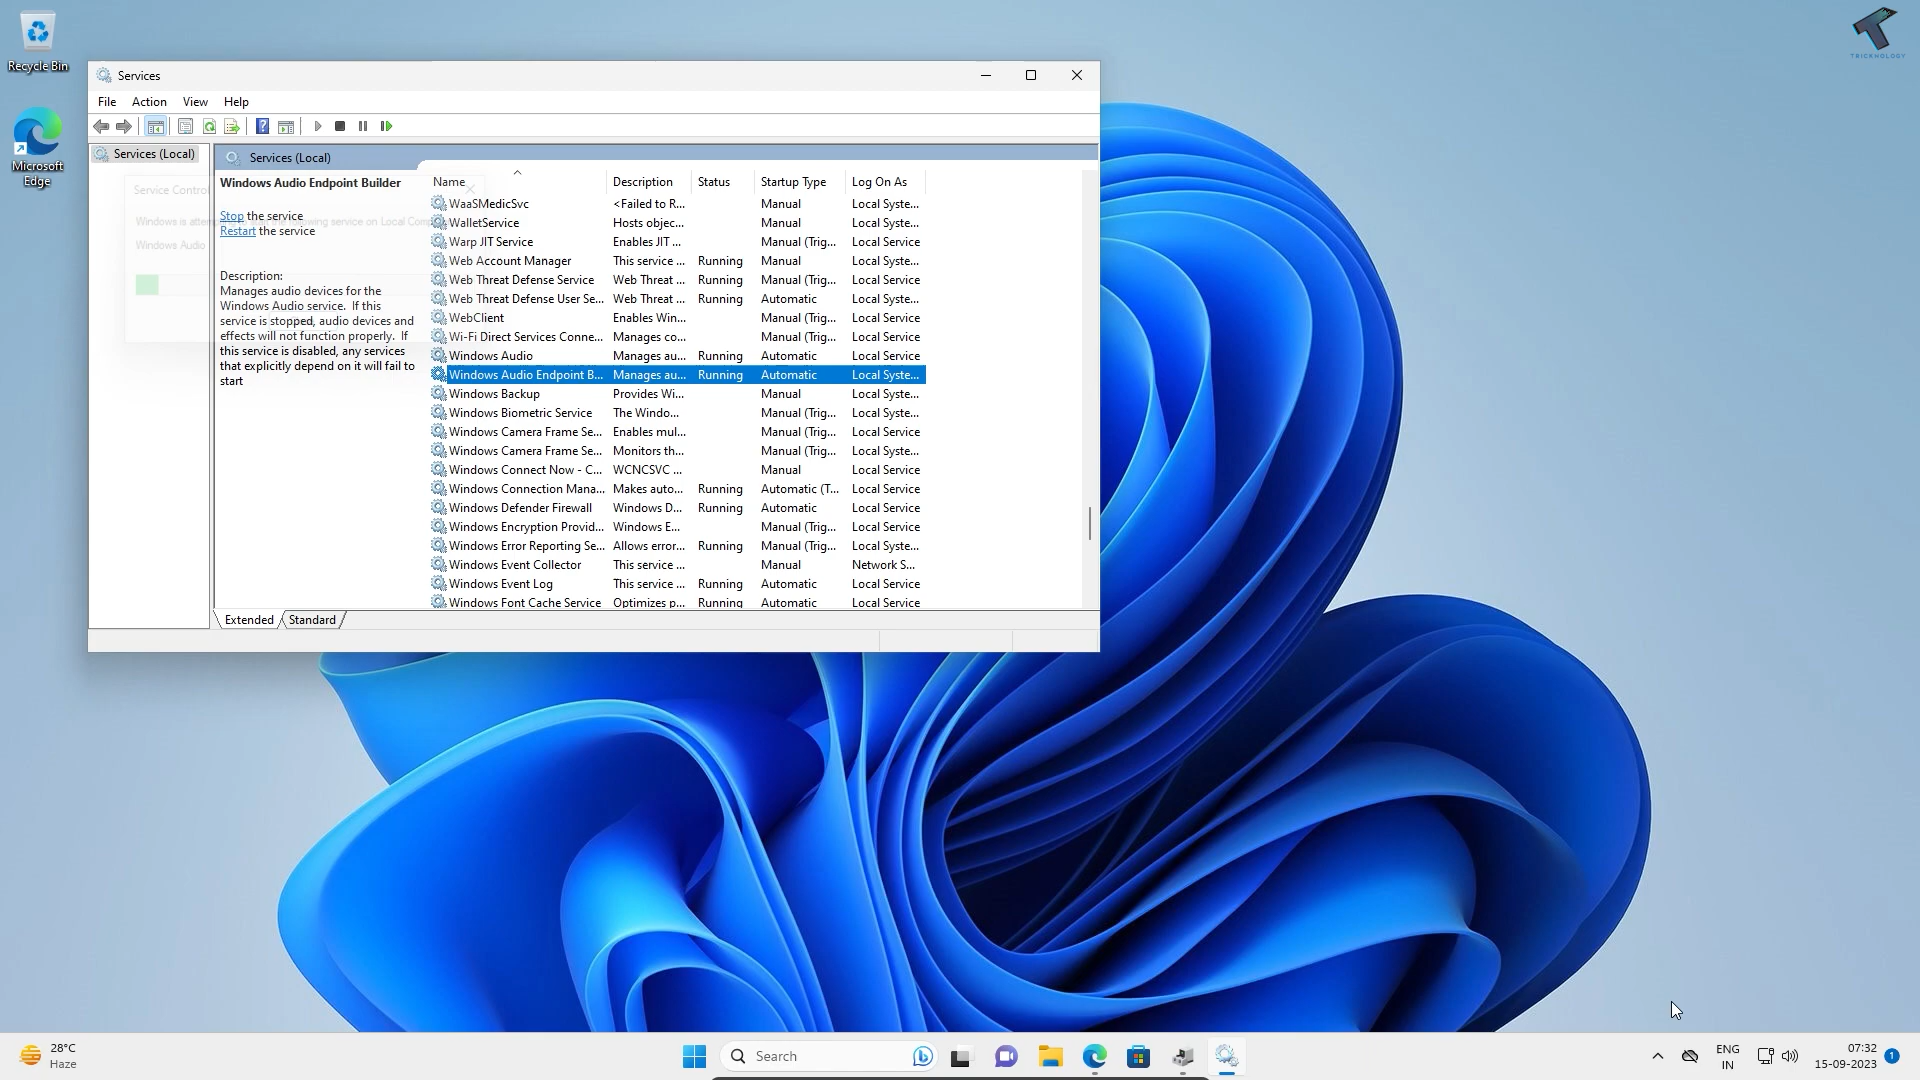 Recycle Bin
Microsoft
Edge
TRICKNOLOGY
Services
File Action View Help
Services (Local)
Services (Local)
Service Control
Windows is attem
following service on Local Comp
Windows Audio
Windows Audio Endpoint Builder
Stop the service
Restart the service
Description:
Manages audio devices for the
Windows Audio service. If this
service is stopped, audio devices and
effects will not function properly. If
this service is disabled, any services
that explicitly depend on it will fail to
start
Name Description Status Startup Type Log On As
WaaSMedicSvc <Failed to R... Manual Local Syste...
WalletService Hosts objec... Manual Local Syste...
Warp JIT Service Enables JIT ... Manual (Trig... Local Service
Web Account Manager This service ... Running Manual Local Syste...
Web Threat Defense Service Web Threat ... Running Manual (Trig... Local Service
Web Threat Defense User Se... Web Threat ... Running Automatic Local Syste...
WebClient Enables Win... Manual (Trig... Local Service
Wi-Fi Direct Services Conne... Manages co... Manual (Trig... Local Service
Windows Audio Manages au... Running Automatic Local Service
Windows Audio Endpoint B... Manages au... Running Automatic Local Syste...
Windows Backup Provides Wi... Manual Local Syste...
Windows Biometric Service The Windo... Manual (Trig... Local Syste...
Windows Camera Frame Se... Enables mul... Manual (Trig... Local Service
Windows Camera Frame Se... Monitors th... Manual (Trig... Local Syste...
Windows Connect Now - C... WCNCSVC ... Manual Local Service
Windows Connection Mana... Makes auto... Running Automatic (T... Local Service
Windows Defender Firewall Windows D... Running Automatic Local Service
Windows Encryption Provid... Windows E... Manual (Trig... Local Service
Windows Error Reporting Se... Allows error... Running Manual (Trig... Local Syste...
Windows Event Collector This service ... Manual Network S...
Windows Event Log This service ... Running Automatic Local Service
Windows Font Cache Service Optimizes p... Running Automatic Local Service
Extended Standard
28°C
Haze
Search
ENG
IN
07:32
15-09-2023
1